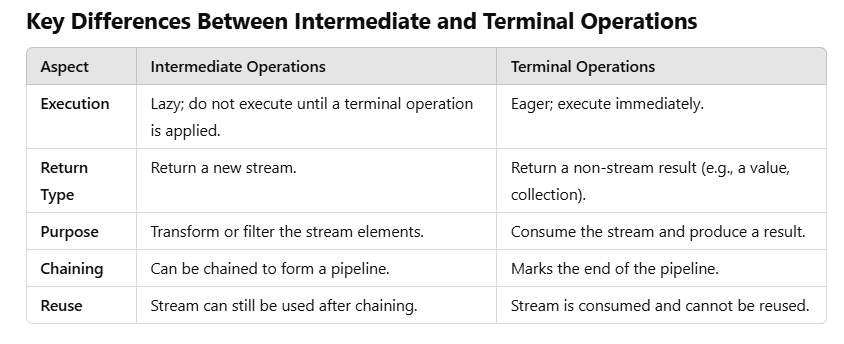 Key Differences Between Intermediate and Terminal Operations
Aspect Intermediate Operations Terminal Operations
Execution Lazy; do not execute until a terminal operation is applied. Eager; execute immediately.
Return Type Return a new stream. Return a non-stream result (e.g., a value, collection).
Purpose Transform or filter the stream elements. Consume the stream and produce a result.
Chaining Can be chained to form a pipeline. Marks the end of the pipeline.
Reuse Stream can still be used after chaining. Stream is consumed and cannot be reused.